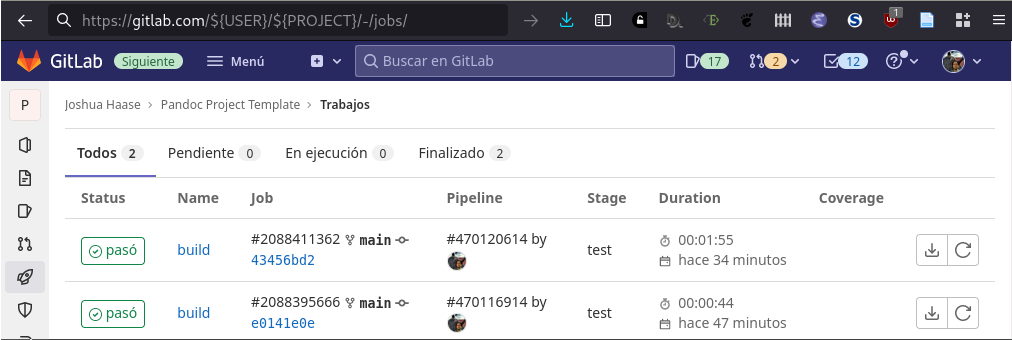 https://gitlab.com/${USER}/${PROJECT}/-/jobs/
1
GitLab Siguiente Menú Buscar en GitLab 17 2 12
P Joshua Haase › Pandoc Project Template › Trabajos
Todos 2 Pendiente 0 En ejecución 0 Finalizado 2
Status Name Job Pipeline Stage Duration Coverage
pasó build #2088411362 main #470120614 by test 00:01:55
43456bd2 hace 34 minutos
pasó build #2088395666 main #470116914 by test 00:00:44
e0141e0e hace 47 minutos